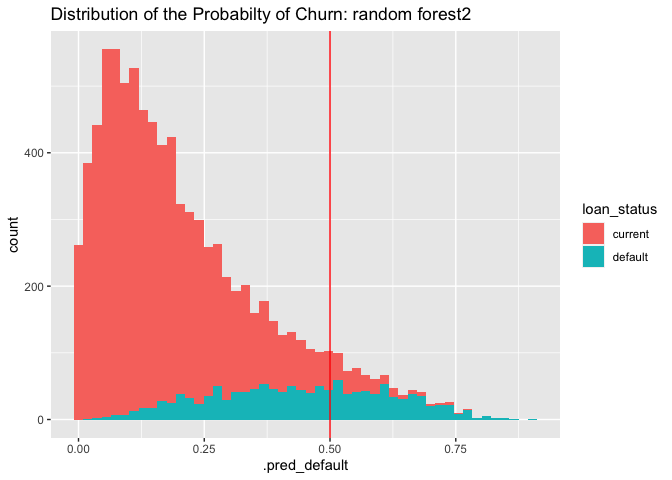 Distribution of the Probabilty of Churn: random forest2
count
400
200
0
0.00
0.25
0.50
0.75
.pred_default
loan_status
current
default